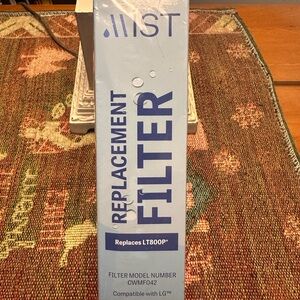 MIST
REPLACEMENT
FILTER
Replaces LT800P*
FILTER MODEL NUMBER
CWMF042
Compatible with LG™